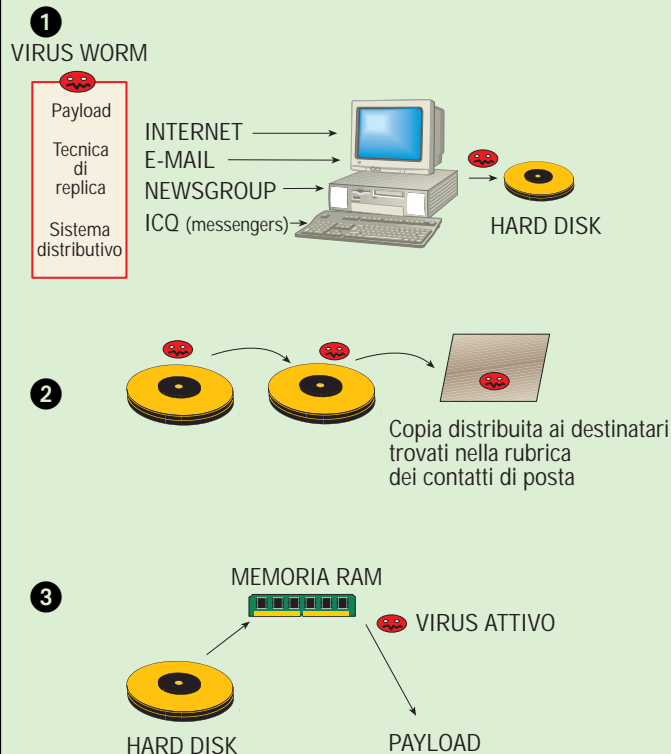 1
VIRUS WORM
Payload
Tecnica
di
replica
Sistema
distributivo
INTERNET
E-MAIL
NEWSGROUP
ICQ (messengers)
HARD DISK
2
Copia distribuita ai destinatari
trovati nella rubrica
dei contatti di posta
3
MEMORIA RAM
VIRUS ATTIVO
HARD DISK
PAYLOAD